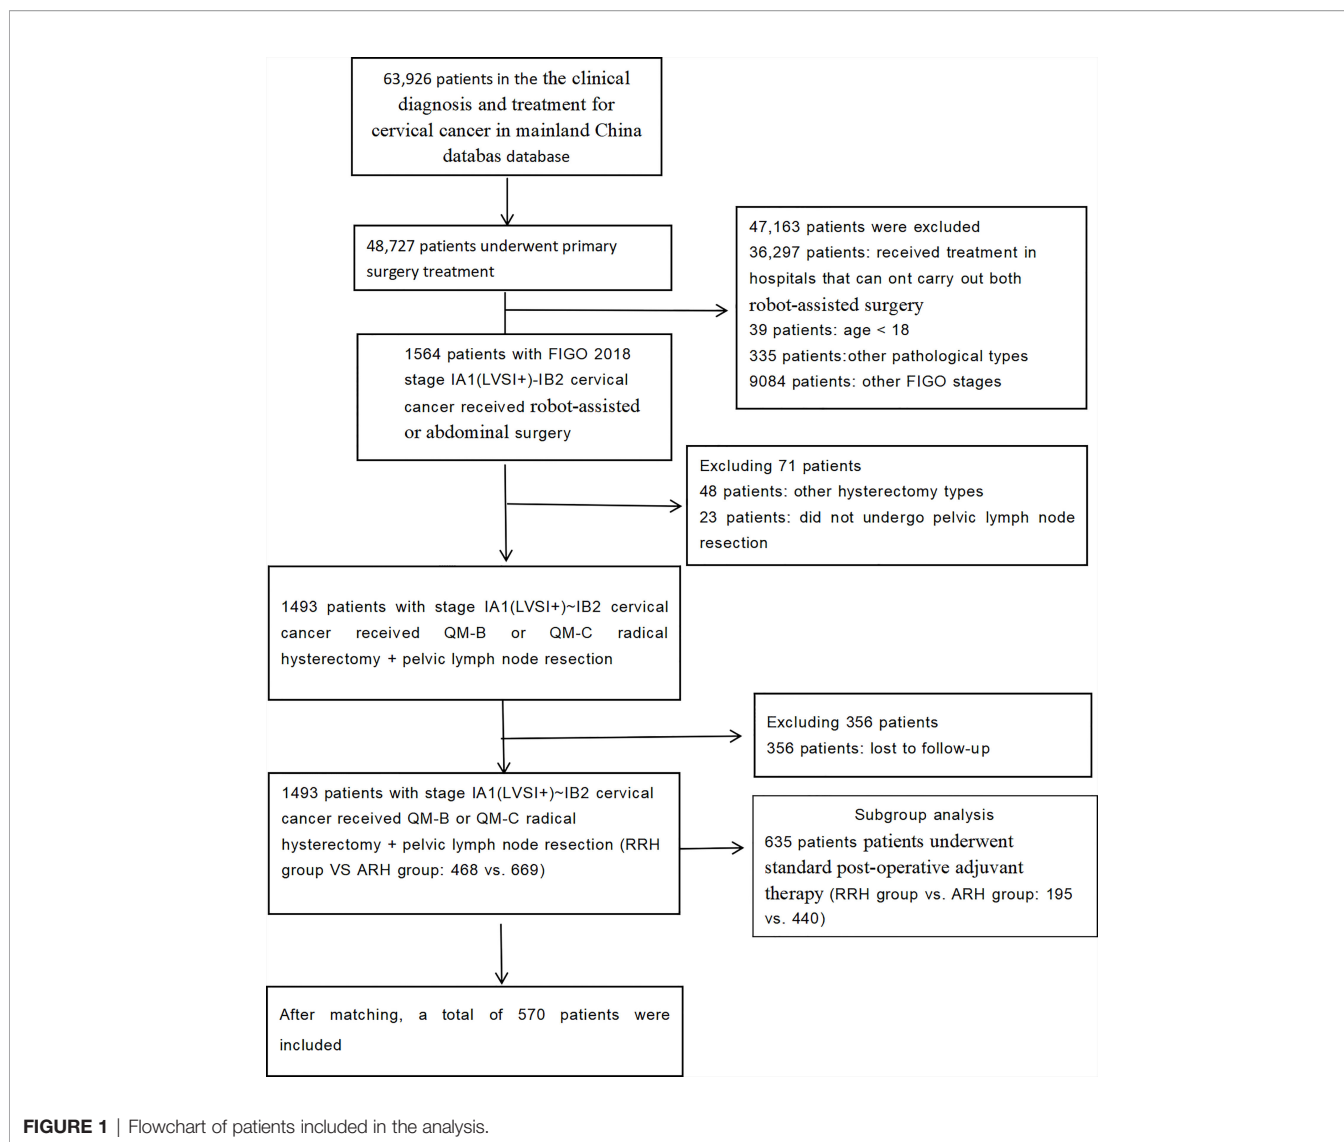 63,926 patients in the the clinical
diagnosis and treatment for
cervical cancer in mainland China
databas database
48,727 patients underwent primary
surgery treatment
47,163 patients were excluded
36,297 patients: received treatment in
hospitals that can ont carry out both
robot-assisted surgery
39 patients: age < 18
335 patients:other pathological types
9084 patients: other FIGO stages
1564 patients with FIGO 2018
stage IA1(LVSI+)-IB2 cervical
cancer received robot-assisted
or abdominal surgery
Excluding 71 patients
48 patients: other hysterectomy types
23 patients: did not undergo pelvic lymph node
resection
1493 patients with stage IA1(LVSI+)~IB2 cervical
cancer received QM-B or QM-C radical
hysterectomy + pelvic lymph node resection
Excluding 356 patients
356 patients: lost to follow-up
1493 patients with stage IA1(LVSI+)~IB2 cervical
cancer received QM-B or QM-C radical
hysterectomy + pelvic lymph node resection (RRH
group VS ARH group: 468 vs. 669)
Subgroup analysis
635 patients patients underwent
standard post-operative adjuvant
therapy (RRH group vs. ARH group: 195
vs. 440)
After matching, a total of 570 patients were
included
FIGURE 1 | Flowchart of patients included in the analysis.